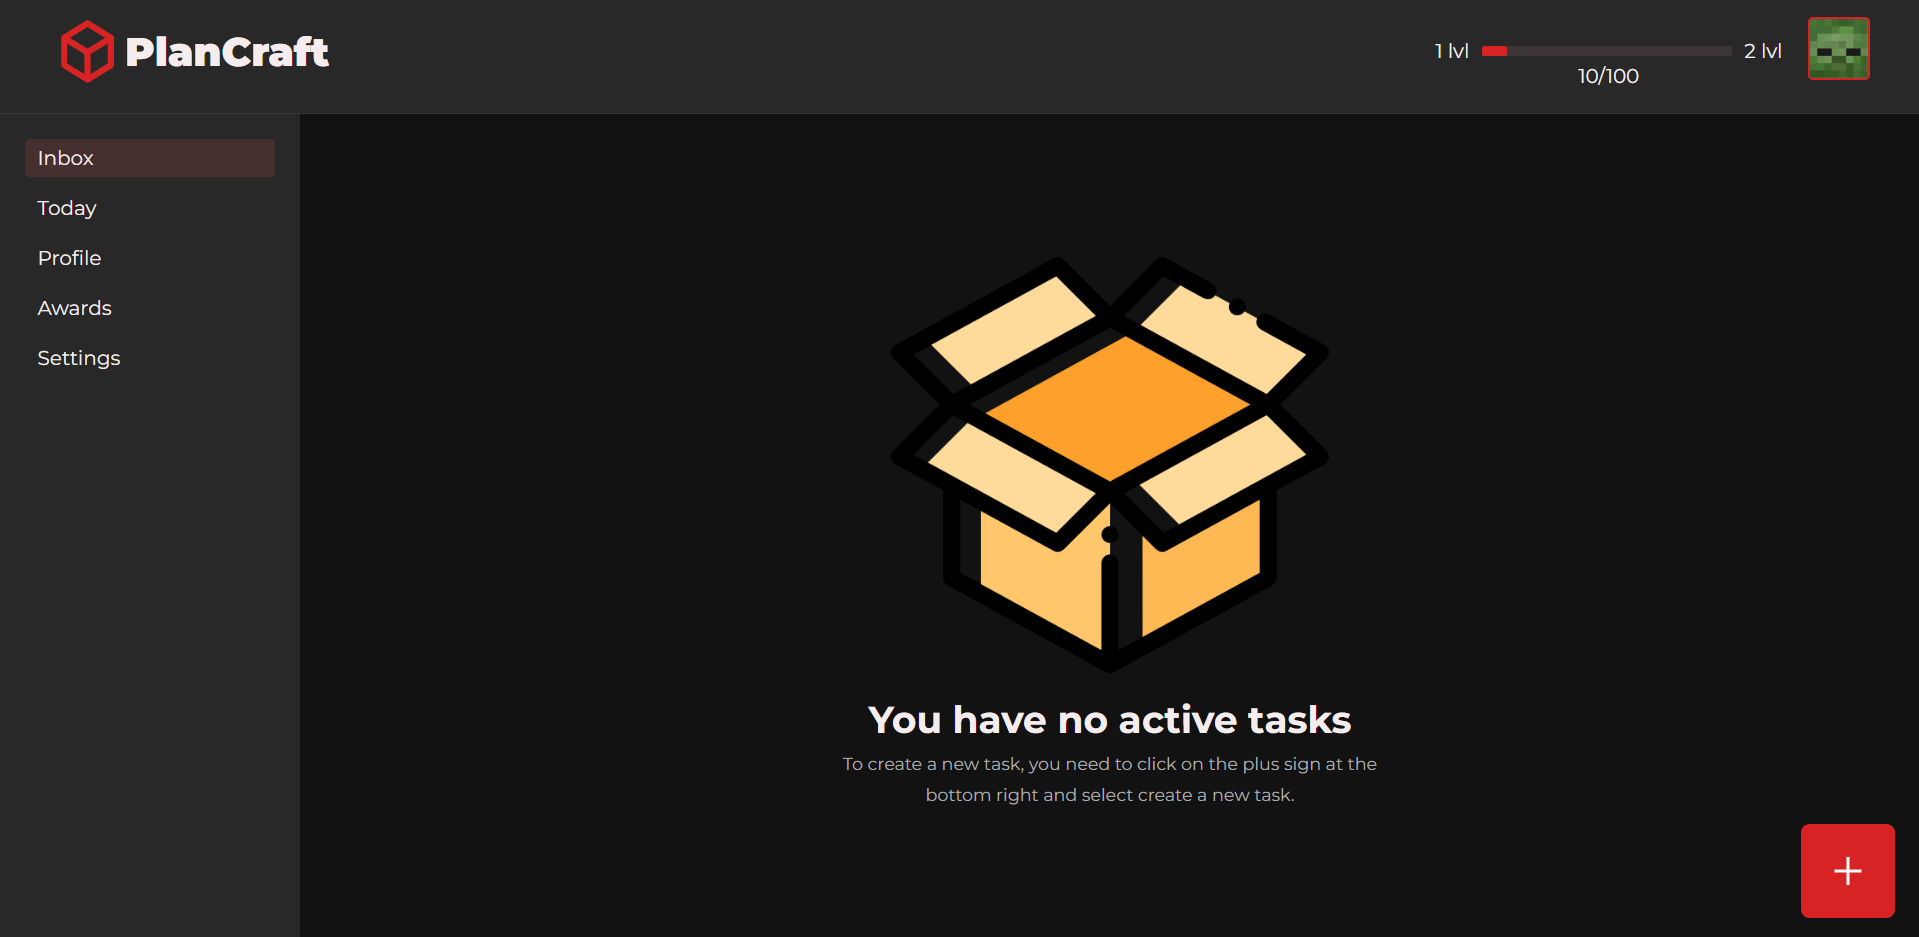 PlanCraft
1 lvl
2 lvl
10/100
Inbox
Today
Profile
Awards
Settings
You have no active tasks
To create a new task, you need to click on the plus sign at the
bottom right and select create a new task.